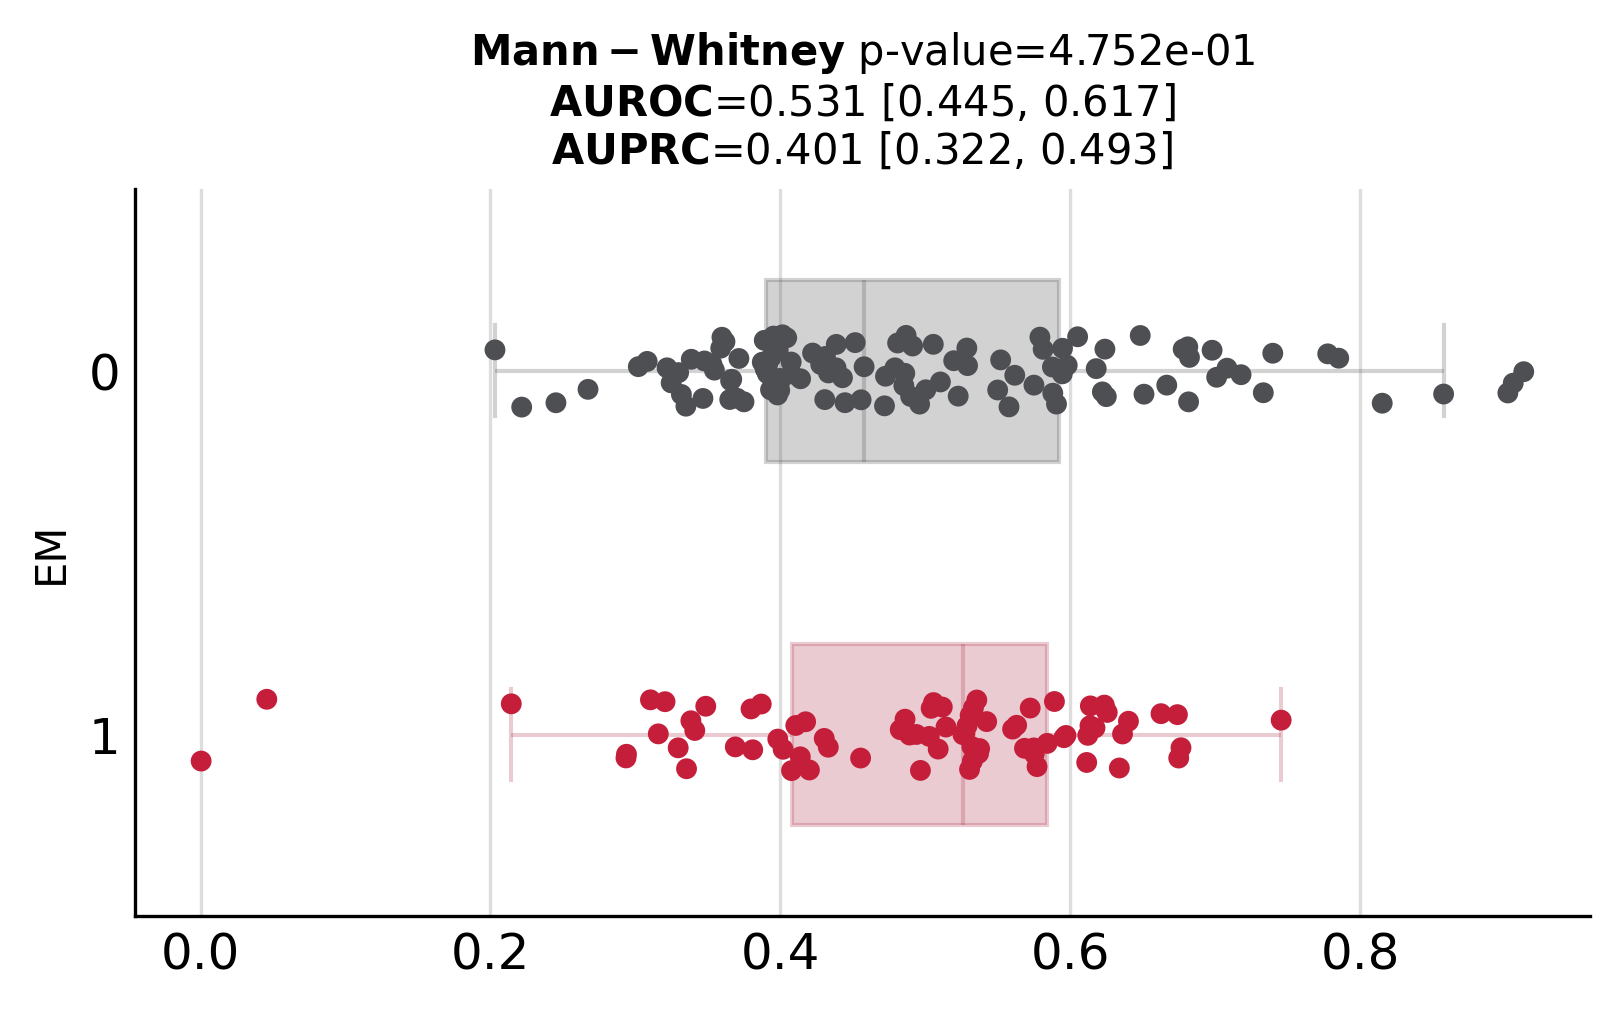 Mann − Whitney p-value=4.752e-01
AUROC=0.531 [0.445, 0.617]
AUPRC=0.401 [0.322, 0.493]
0
EM
1
0.0 0.2 0.4 0.6 0.8